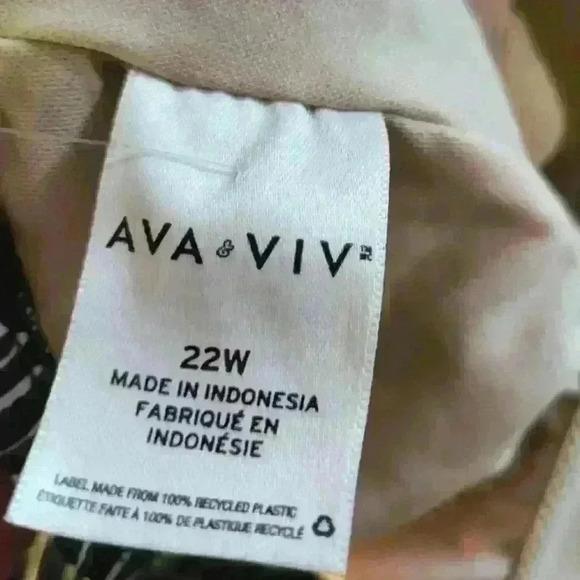 AVA & VIV™
22W
MADE IN INDONESIA
FABRIQUÉ EN
INDONÉSIE
LABEL MADE FROM 100% RECYCLED PLASTIC
ÉTIQUETTE FAITE À 100% DE PLASTIQUE RECYCLÉ